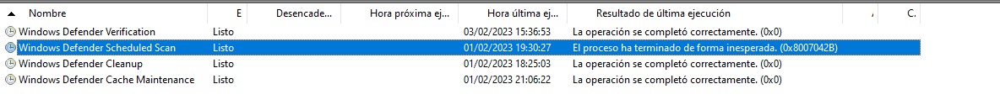 Nombre E Desencade... Hora próxima ej... Hora última ej... Resultado de última ejecución C.
Windows Defender Verification Listo 03/02/2023 15:36:53 La operación se completó correctamente. (0x0)
Windows Defender Scheduled Scan Listo 01/02/2023 19:30:27 El proceso ha terminado de forma inesperada. (0x8007042B)
Windows Defender Cleanup Listo 01/02/2023 18:25:03 La operación se completó correctamente. (0x0)
Windows Defender Cache Maintenance Listo 01/02/2023 21:06:22 La operación se completó correctamente. (0x0)